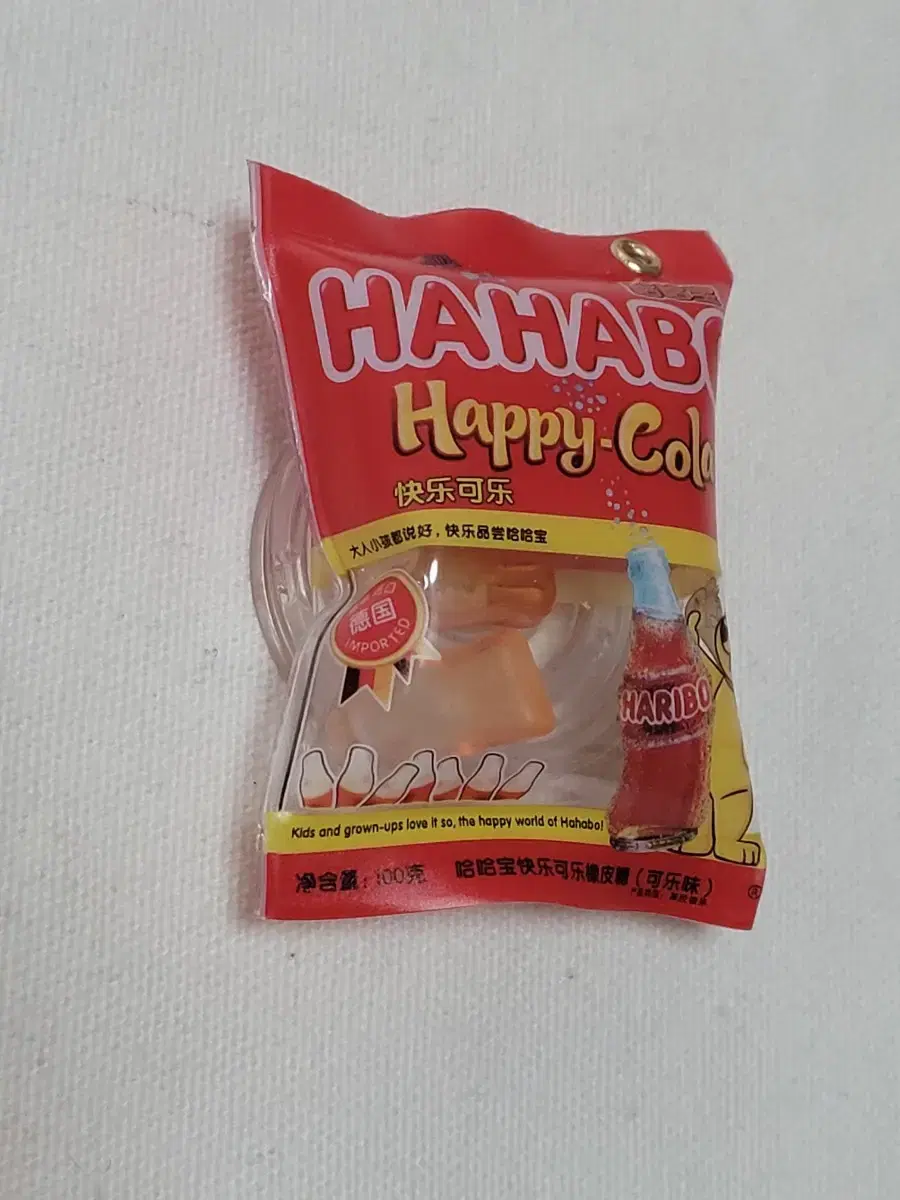 HAHABO
Happy-Cola
快乐可乐
大人小孩都说好，快乐品尝哈哈宝
德国
IMPORTED
HARIBO
Kids and grown-ups love it so, the happy world of Hahabo!
净含量：100克
哈哈宝快乐可乐橡皮糖（可乐味）
®